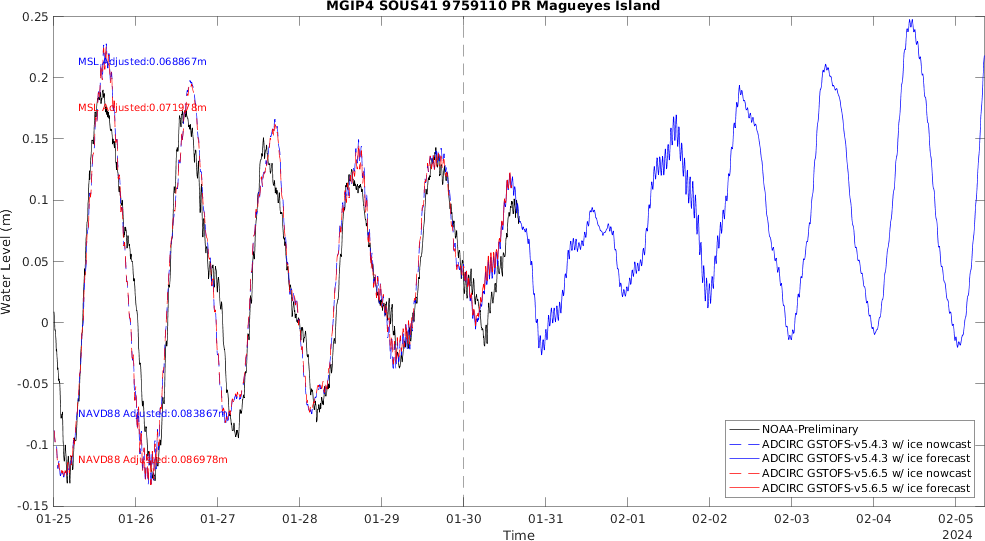 MGIP4 SOUS41 9759110 PR Magueyes Island
0.25
0.2
0.15
0.1
0.05
0
-0.05
-0.1
-0.15
Water Level (m)
MSL Adjusted:0.068867m
MSL Adjusted:0.071978m
NAVD88 Adjusted:0.083867m
NAVD88 Adjusted:0.086978m
NOAA-Preliminary
ADCIRC GSTOFS-v5.4.3 w/ ice nowcast
ADCIRC GSTOFS-v5.4.3 w/ ice forecast
ADCIRC GSTOFS-v5.6.5 w/ ice nowcast
ADCIRC GSTOFS-v5.6.5 w/ ice forecast
01-25 01-26 01-27 01-28 01-29 01-30 01-31 02-01 02-02 02-03 02-04 02-05
Time
2024